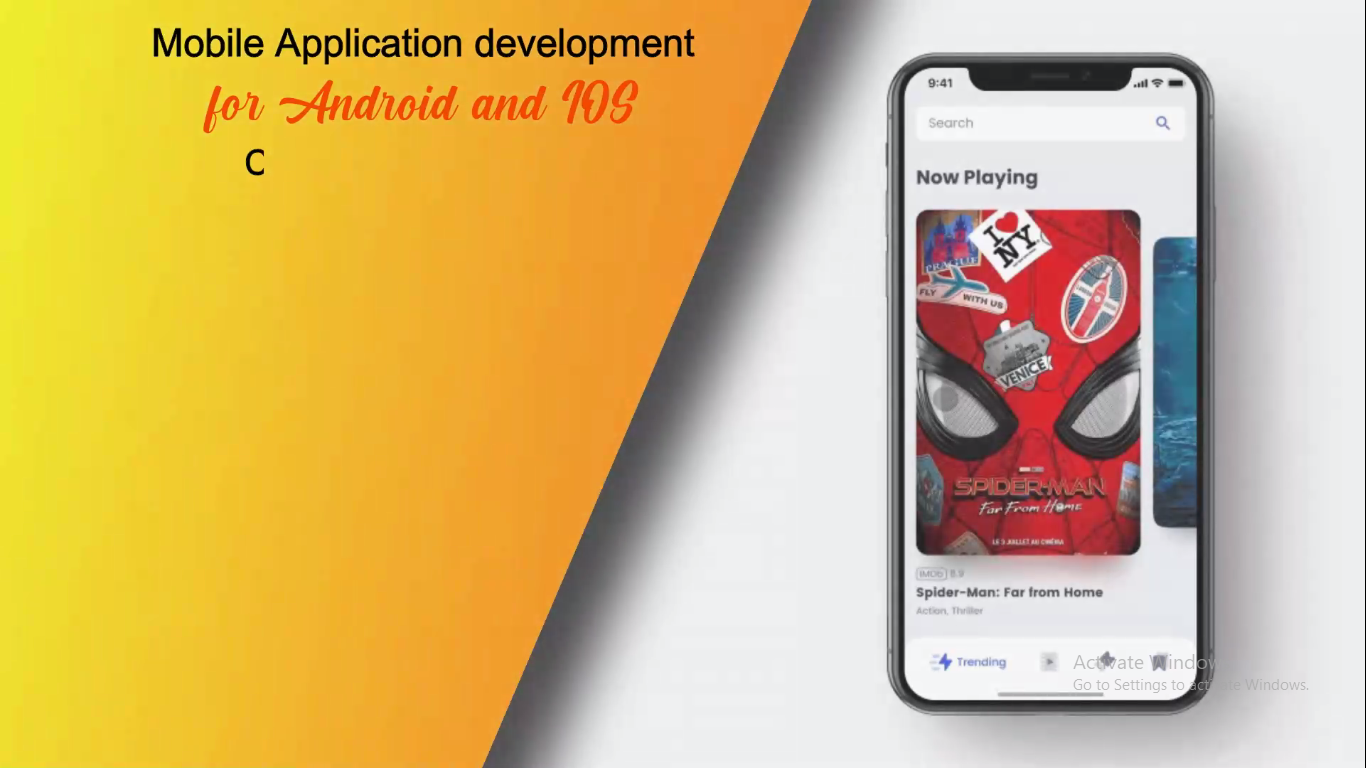 Mobile Application development
for Android and IOS
C
9:41
Search
Now Playing
I ❤ NY
PRAGUE
FLY WITH US
VENICE
SPIDER-MAN
Far From Home
LE 3 JUILLET AU CINÉMA
IMDb 6.9
Spider-Man: Far from Home
Action, Thriller
Trending
Activate Windows
Go to Settings to activate Windows.